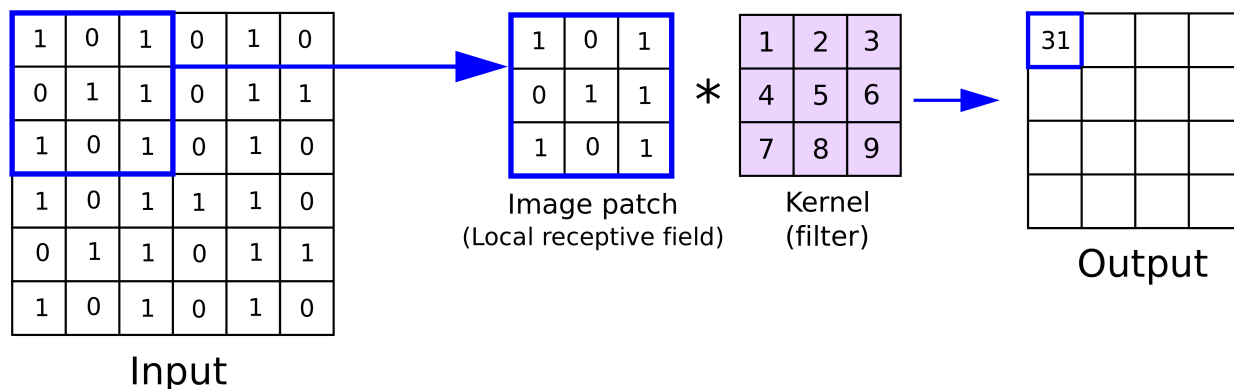 1 0 1 0 1 0
0 1 1 0 1 1
1 0 1 0 1 0
1 0 1 1 1 0
0 1 1 0 1 1
1 0 1 0 1 0
Input
1 0 1
0 1 1
1 0 1
Image patch
(Local receptive field)
*
1 2 3
4 5 6
7 8 9
Kernel
(filter)
31
Output